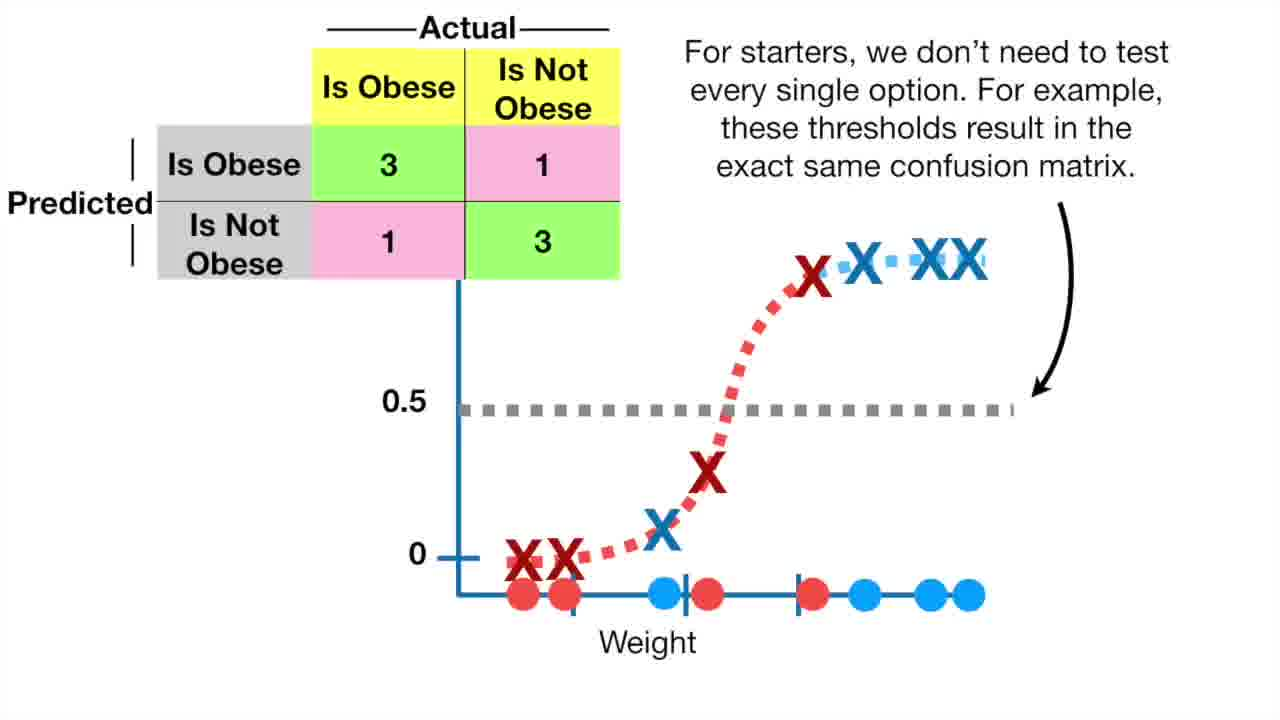 Actual
Is Obese
Is Not
Obese
Predicted
Is Obese
3
1
Is Not
Obese
1
3
For starters, we don’t need to test
every single option. For example,
these thresholds result in the
exact same confusion matrix.
0.5
0
X X X X X X X X
Weight